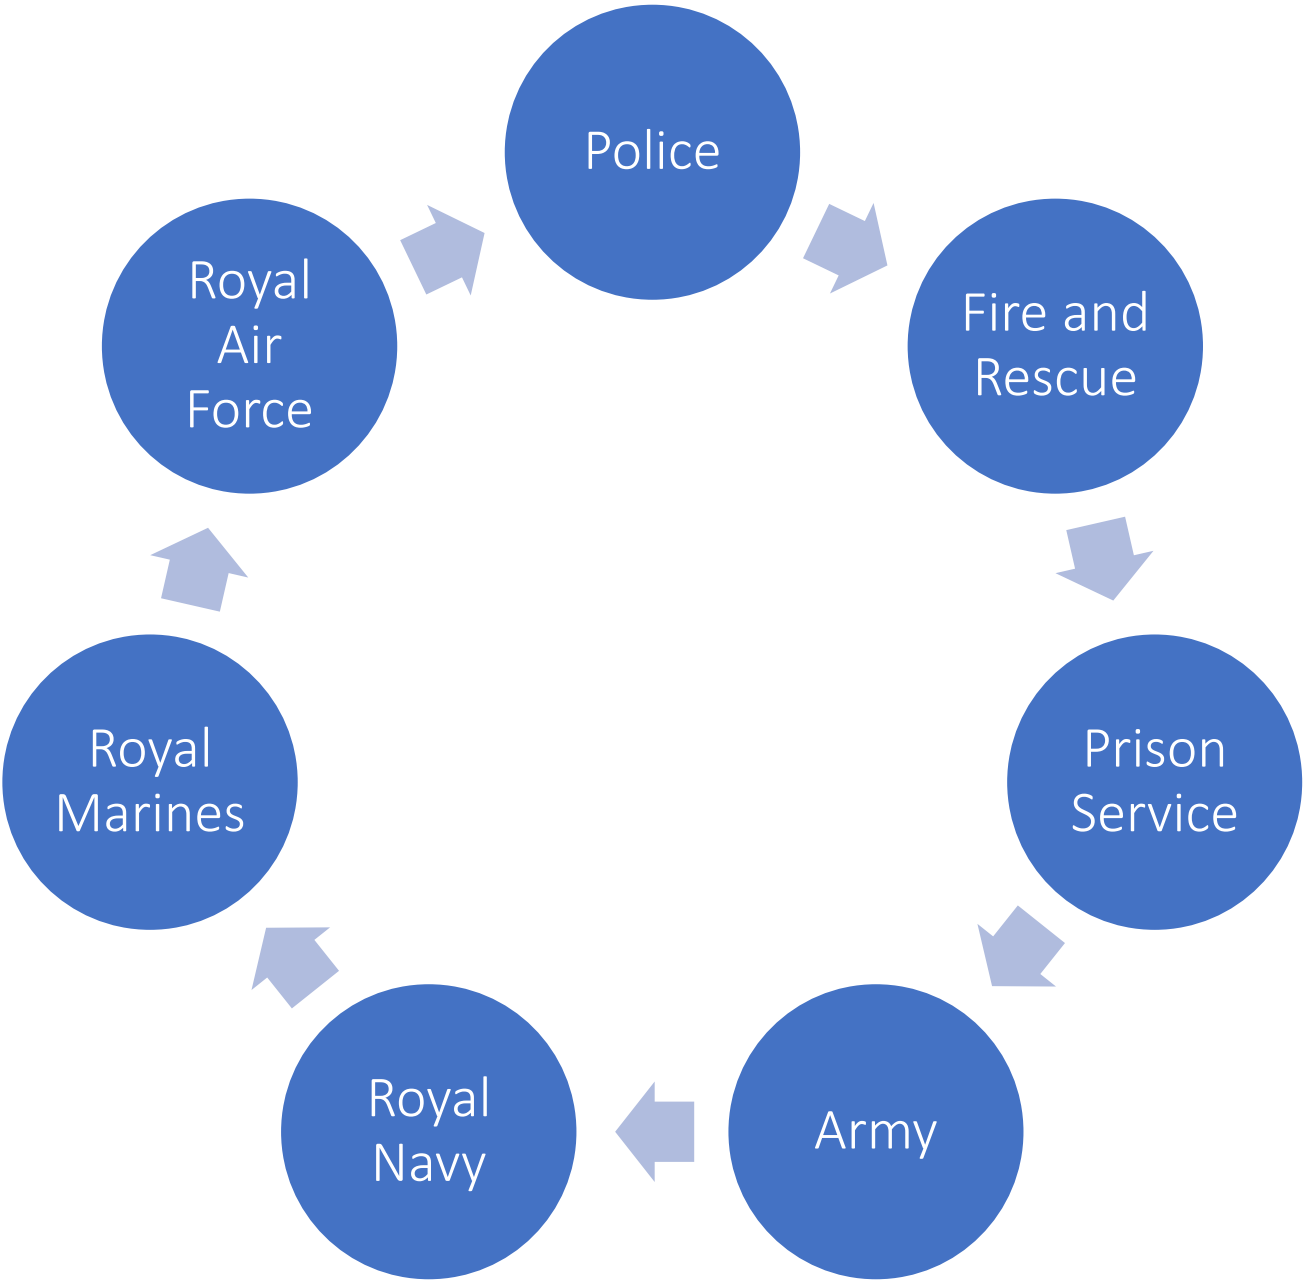 Police
Fire and
Rescue
Prison
Service
Army
Royal
Navy
Royal
Marines
Royal
Air
Force